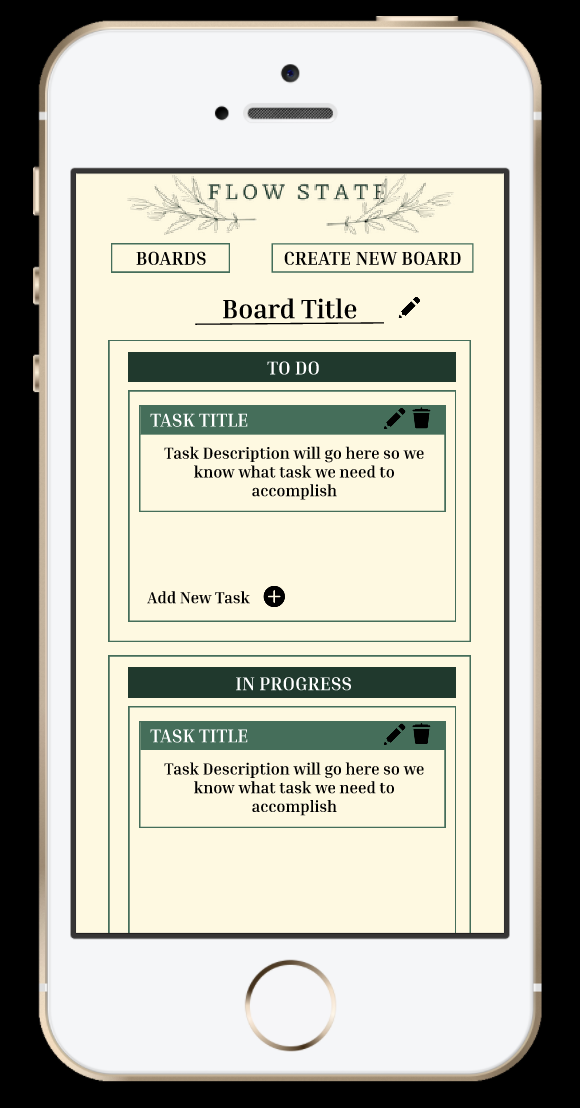 FLOW STATE
BOARDS
CREATE NEW BOARD
Board Title
TO DO
TASK TITLE
Task Description will go here so we
know what task we need to
accomplish
Add New Task
IN PROGRESS
TASK TITLE
Task Description will go here so we
know what task we need to
accomplish